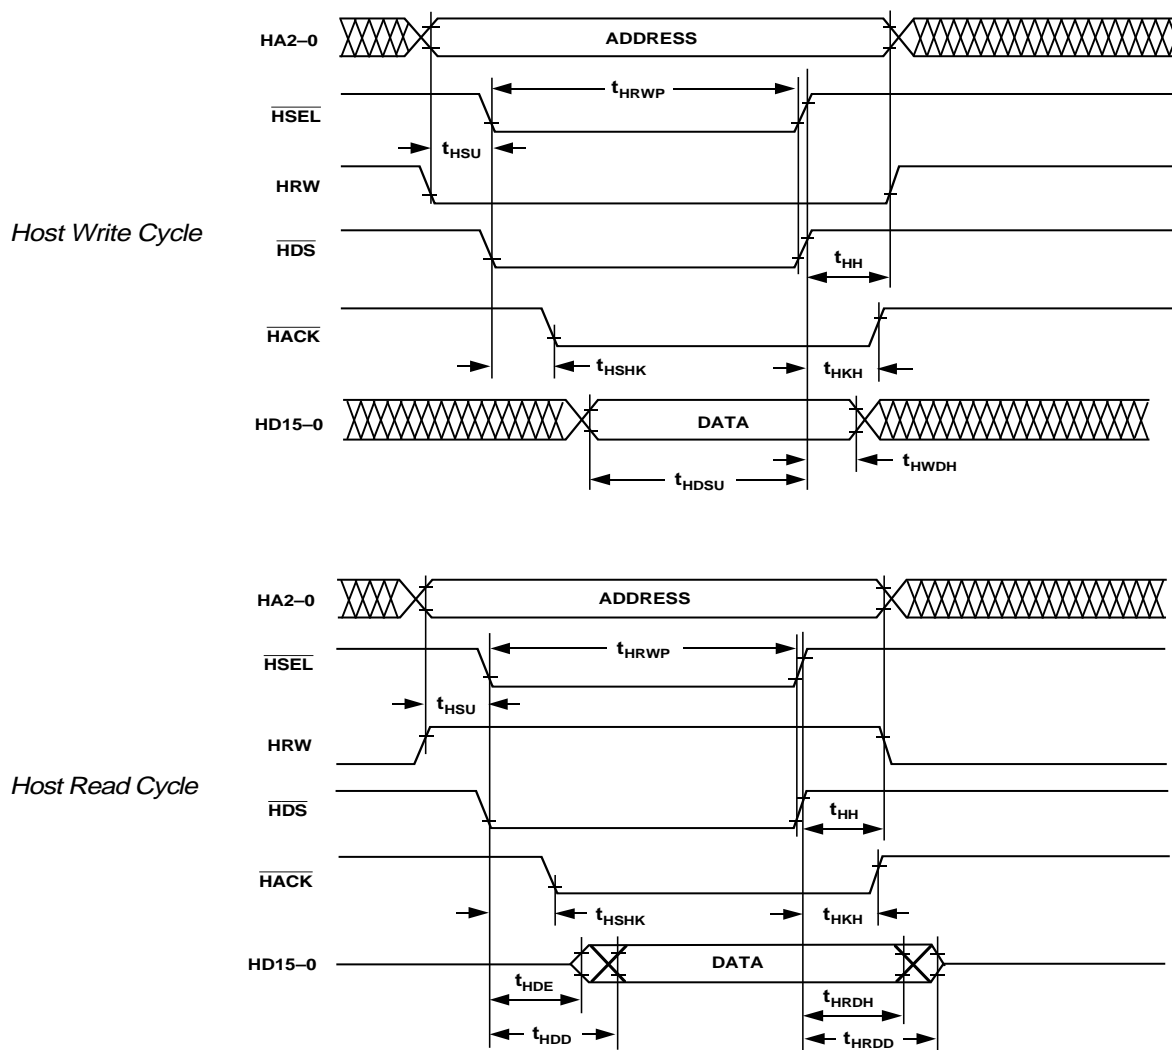 HA2–0
ADDRESS
tHRWP
HSEL
tHSU
HRW
Host Write Cycle
HDS
tHH
HACK
tHSHK
tHKH
HD15–0
DATA
tHWDH
tHDSU
HA2–0
ADDRESS
tHRWP
HSEL
tHSU
HRW
Host Read Cycle
HDS
tHH
HACK
tHSHK
tHKH
HD15–0
DATA
tHDE
tHRDH
tHDD
tHRDD